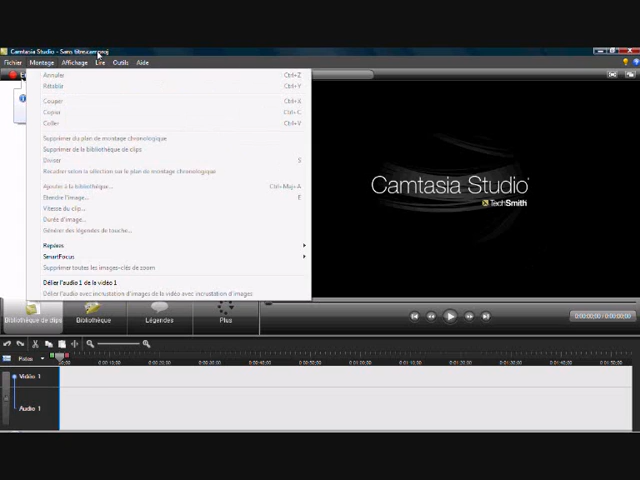 Camtasia Studio - Sans titre.camproj
Fichier Montage Affichage Lire Outils Aide
Annuler Ctrl+Z
Rétablir Ctrl+Y
Couper Ctrl+X
Copier Ctrl+C
Coller Ctrl+V
Supprimer du plan de montage chronologique
Supprimer de la bibliothèque de clips
Diviser S
Recadrer selon la sélection sur le plan de montage chronologique
Ajouter à la bibliothèque... Ctrl+Maj+A
Etendre l'image... E
Vitesse du clip...
Durée d'image...
Générer des légendes de touche...
Repères
SmartFocus
Supprimer toutes les images-clés de zoom
Délier l'audio 1 de la vidéo 1
Délier l'audio avec incrustation d'images de la vidéo avec incrustation d'images
Camtasia Studio
TechSmith
Bibliothèque de clips Bibliothèque Légendes Plus
0:00:00;00 / 0:00:00;00
Pistes
Vidéo 1
Audio 1